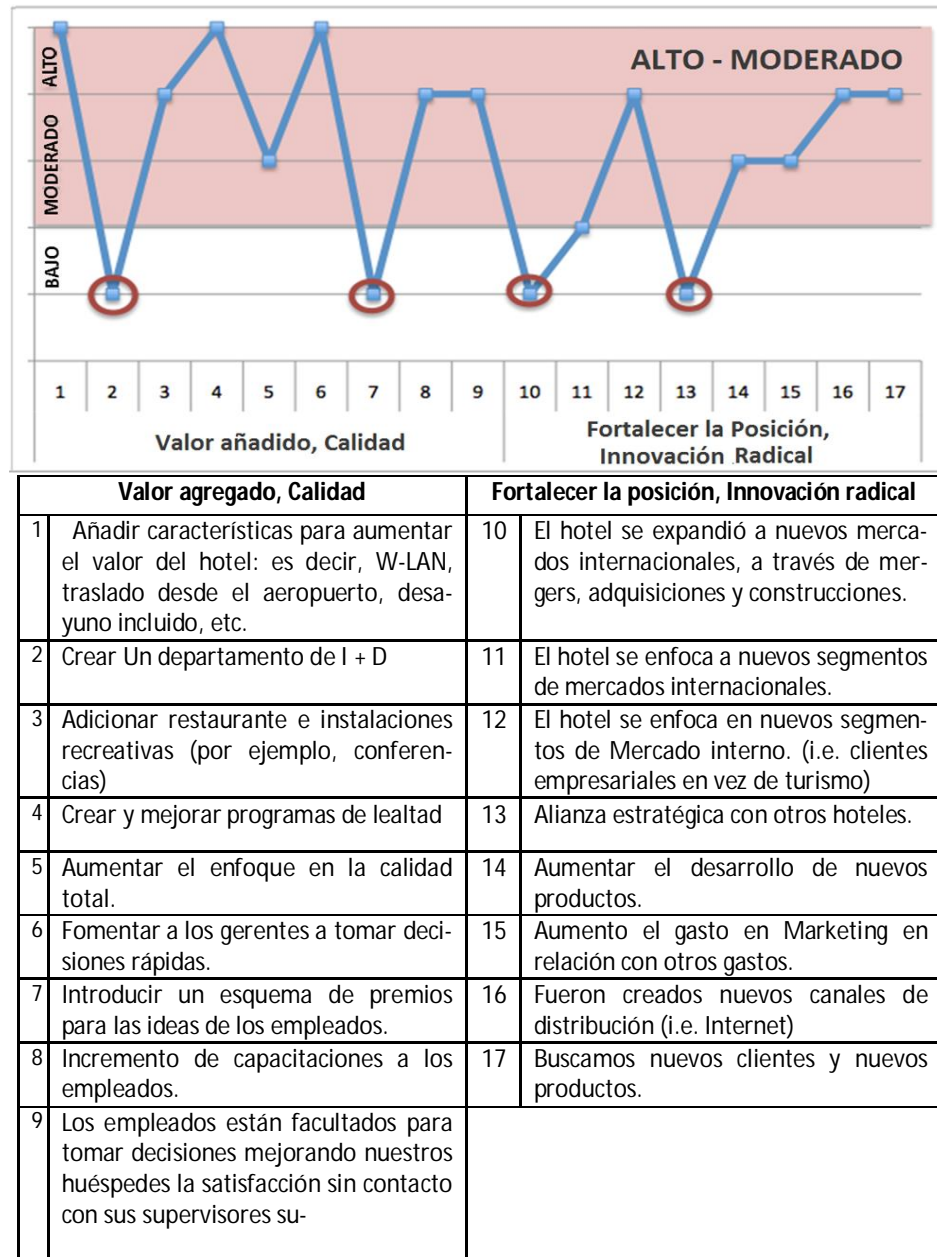 ALTO - MODERADO
ALTO
MODERADO
BAJO
1 2 3 4 5 6 7 8 9 10 11 12 13 14 15 16 17
Valor añadido, Calidad
Fortalecer la Posición,
Innovación Radical
Valor agregado, Calidad
Fortalecer la posición, Innovación radical
1 Añadir características para aumentar
el valor del hotel: es decir, W-LAN,
traslado desde el aeropuerto, desa-
yuno incluido, etc.
10 El hotel se expandió a nuevos merca-
dos internacionales, a través de mer-
gers, adquisiciones y construcciones.
2 Crear Un departamento de I + D
11 El hotel se enfoca a nuevos segmentos
de mercados internacionales.
3 Adicionar restaurante e instalaciones
recreativas (por ejemplo, conferen-
cias)
12 El hotel se enfoca en nuevos segmen-
tos de Mercado interno. (i.e. clientes
empresariales en vez de turismo)
4 Crear y mejorar programas de lealtad
13 Alianza estratégica con otros hoteles.
5 Aumentar el enfoque en la calidad
total.
14 Aumentar el desarrollo de nuevos
productos.
6 Fomentar a los gerentes a tomar deci-
siones rápidas.
15 Aumento el gasto en Marketing en
relación con otros gastos.
7 Introducir un esquema de premios
para las ideas de los empleados.
16 Fueron creados nuevos canales de
distribución (i.e. Internet)
8 Incremento de capacitaciones a los
empleados.
17 Buscamos nuevos clientes y nuevos
productos.
9 Los empleados están facultados para
tomar decisiones mejorando nuestros
huéspedes la satisfacción sin contacto
con sus supervisores su-